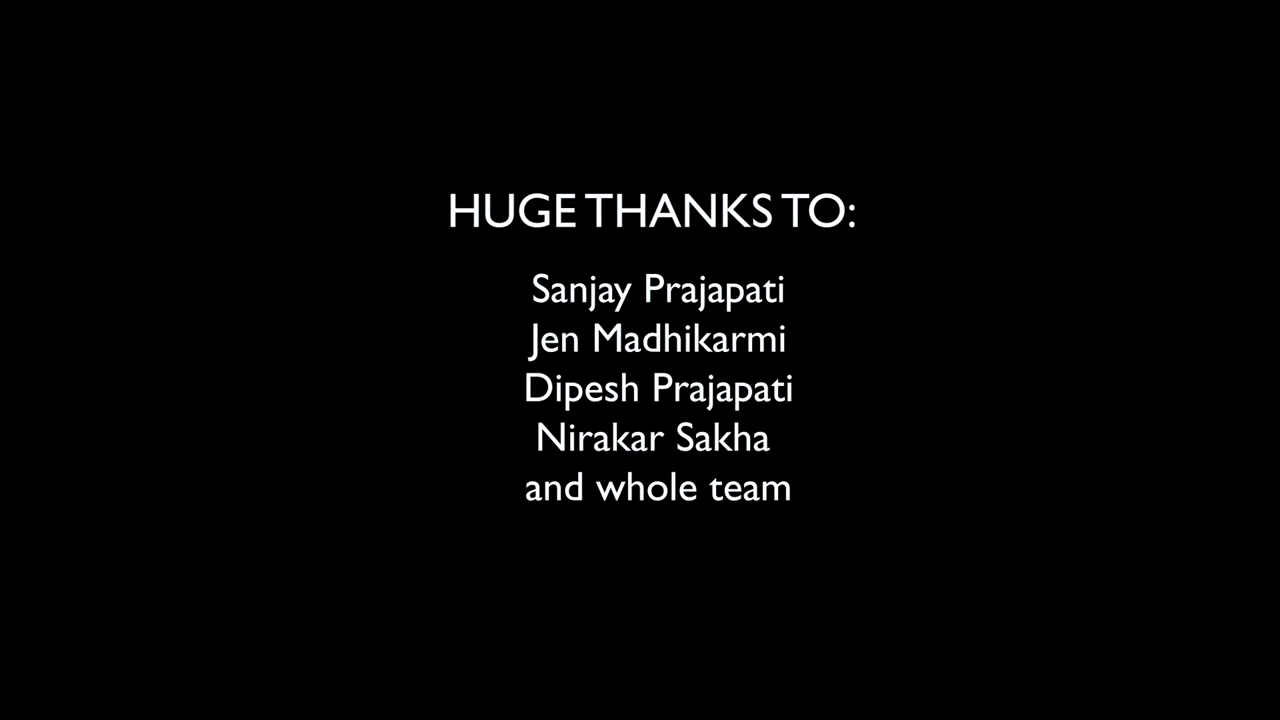 HUGE THANKS TO:
Sanjay Prajapati
Jen Madhikarmi
Dipesh Prajapati
Nirakar Sakha
and whole team